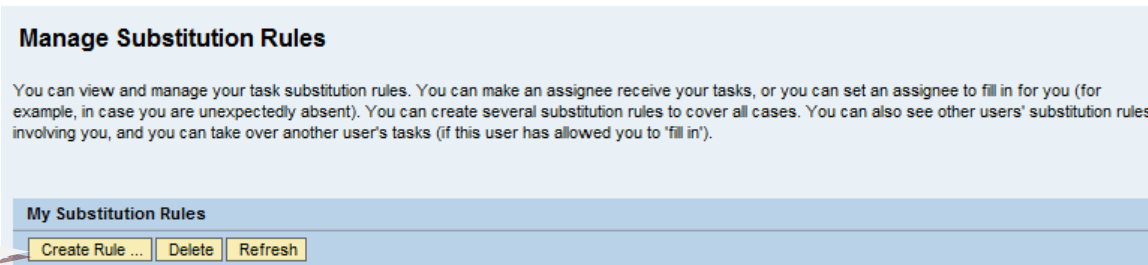 Manage Substitution Rules
You can view and manage your task substitution rules. You can make an assignee receive your tasks, or you can set an assignee to fill in for you (for
example, in case you are unexpectedly absent). You can create several substitution rules to cover all cases. You can also see other users' substitution rules
involving you, and you can take over another user's tasks (if this user has allowed you to 'fill in').
My Substitution Rules
Create Rule ... Delete Refresh